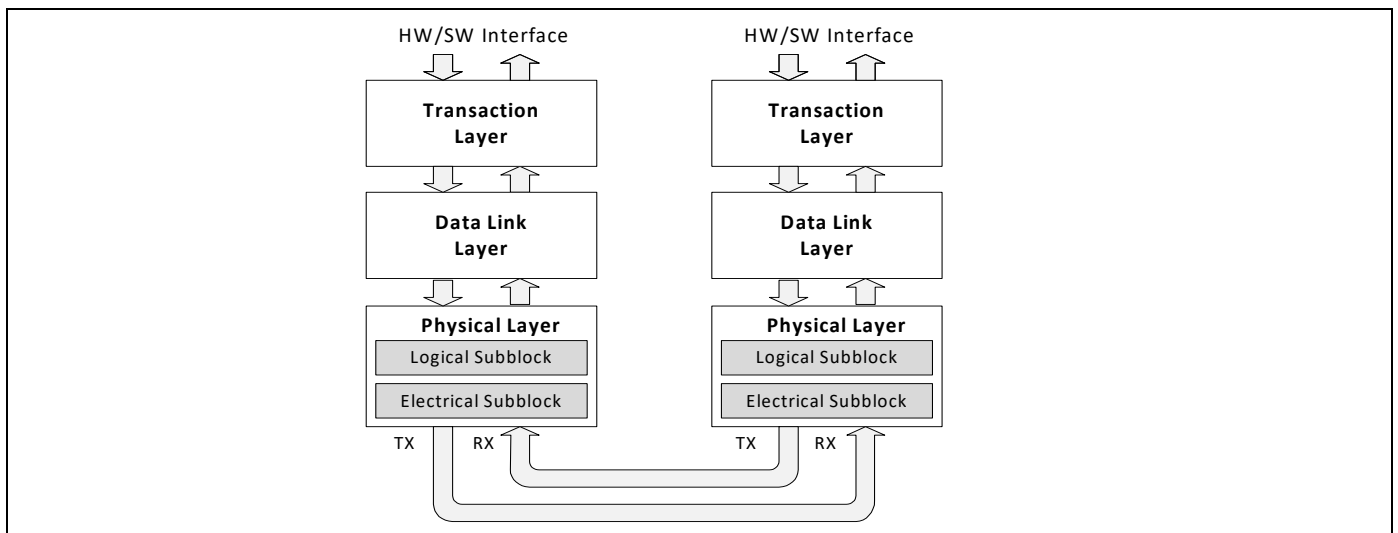 HW/SW Interface
Transaction
Layer
Data Link
Layer
Physical Layer
Logical Subblock
Electrical Subblock
TX RX
HW/SW Interface
Transaction
Layer
Data Link
Layer
Physical Layer
Logical Subblock
Electrical Subblock
TX RX